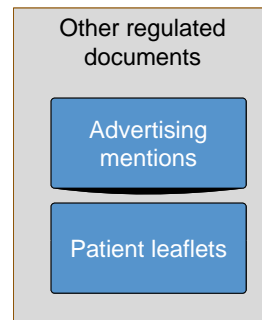 Other regulated
documents
Advertising
mentions
Patient leaflets